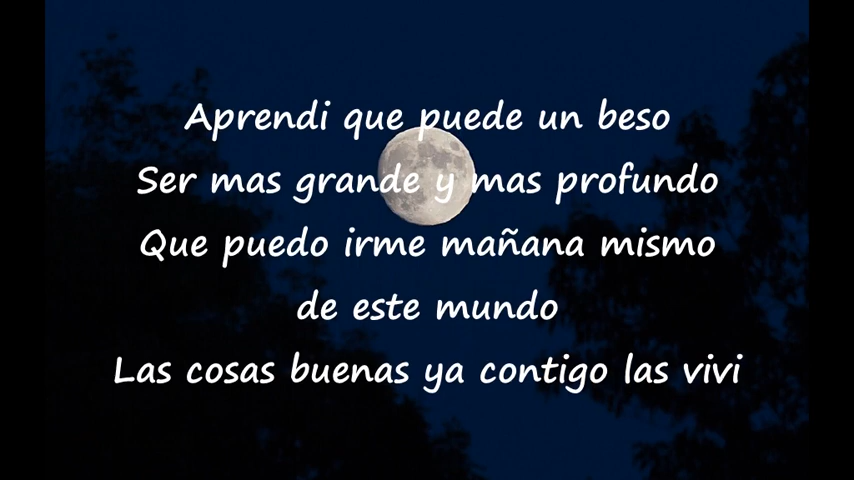 Aprendi que puede un beso
Ser mas grande y mas profundo
Que puedo irme mañana mismo
de este mundo
Las cosas buenas ya contigo las vivi